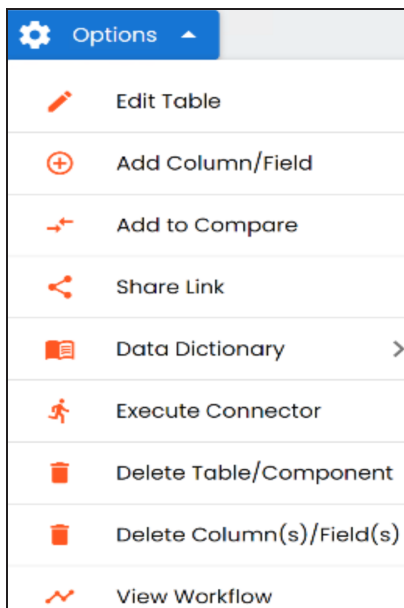 Options
Edit Table
Add Column/Field
Add to Compare
Share Link
Data Dictionary
Execute Connector
Delete Table/Component
Delete Column(s)/Field(s)
View Workflow